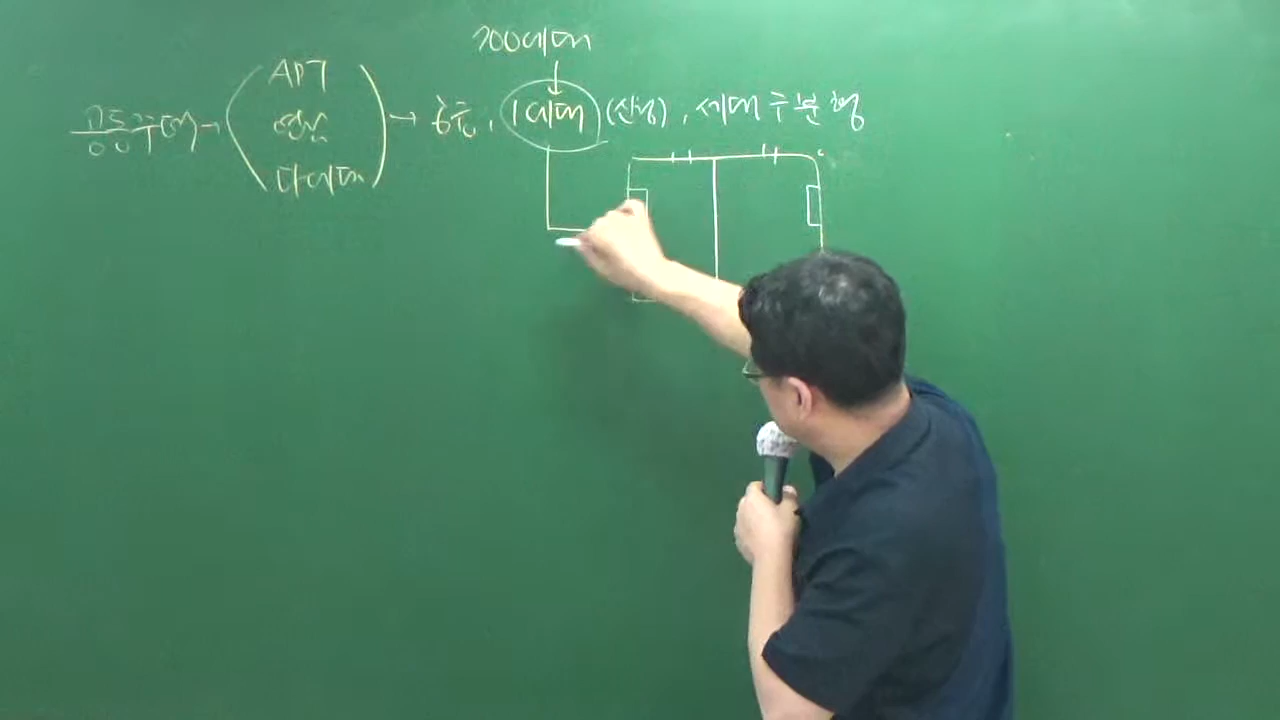 200세대
공동주택 → ( APT
연립
다세대 ) → 6층, 1세대 (신청), 세대구분형